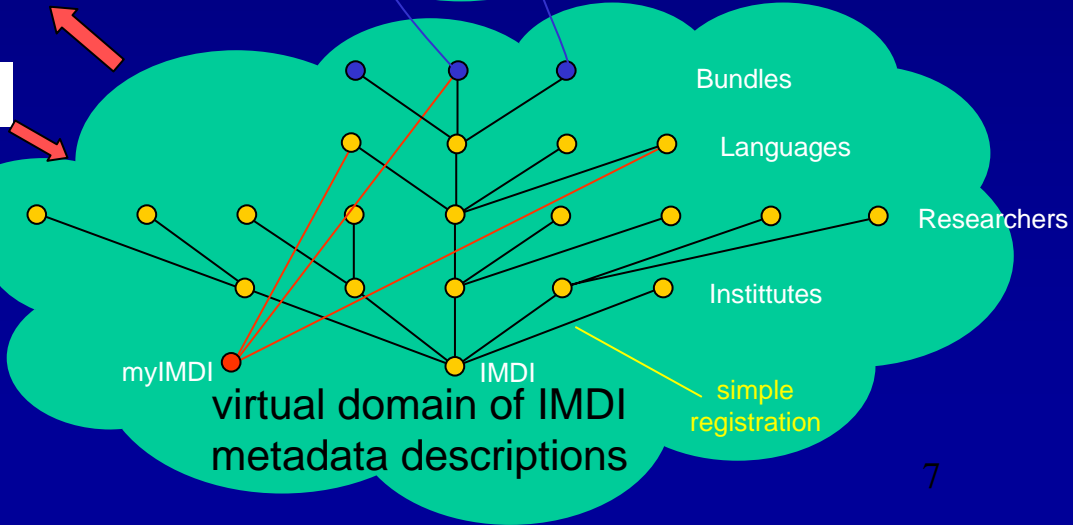 Bundles
Languages
Researchers
Instittutes
myIMDI
IMDI
simple
registration
virtual domain of IMDI
metadata descriptions
7